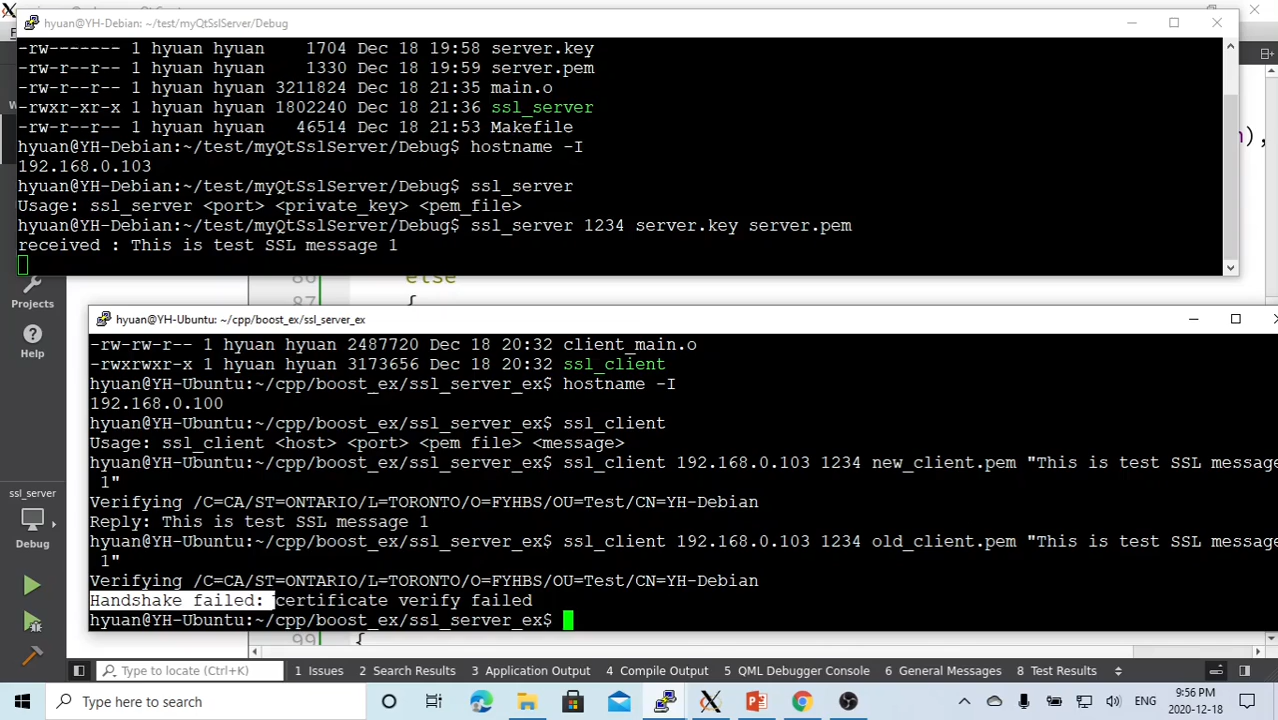 hyuan@YH-Debian: ~/test/myQtSslServer/Debug
-rw------- 1 hyuan hyuan    1704 Dec 18 19:58 server.key
-rw-r--r-- 1 hyuan hyuan    1330 Dec 18 19:59 server.pem
-rw-r--r-- 1 hyuan hyuan 3211824 Dec 18 21:35 main.o
-rwxr-xr-x 1 hyuan hyuan 1802240 Dec 18 21:36 ssl_server
-rw-r--r-- 1 hyuan hyuan   46514 Dec 18 21:53 Makefile
hyuan@YH-Debian:~/test/myQtSslServer/Debug$ hostname -I
192.168.0.103
hyuan@YH-Debian:~/test/myQtSslServer/Debug$ ssl_server
Usage: ssl_server <port> <private_key> <pem_file>
hyuan@YH-Debian:~/test/myQtSslServer/Debug$ ssl_server 1234 server.key server.pem
received : This is test SSL message 1
),
else
87
{
Projects
Help
hyuan@YH-Ubuntu: ~/cpp/boost_ex/ssl_server_ex
-rw-rw-r-- 1 hyuan hyuan 2487720 Dec 18 20:32 client_main.o
-rwxrwxr-x 1 hyuan hyuan 3173656 Dec 18 20:32 ssl_client
hyuan@YH-Ubuntu:~/cpp/boost_ex/ssl_server_ex$ hostname -I
192.168.0.100
hyuan@YH-Ubuntu:~/cpp/boost_ex/ssl_server_ex$ ssl_client
Usage: ssl_client <host> <port> <pem file> <message>
hyuan@YH-Ubuntu:~/cpp/boost_ex/ssl_server_ex$ ssl_client 192.168.0.103 1234 new_client.pem "This is test SSL message
1"
Verifying /C=CA/ST=ONTARIO/L=TORONTO/O=FYHBS/OU=Test/CN=YH-Debian
Reply: This is test SSL message 1
hyuan@YH-Ubuntu:~/cpp/boost_ex/ssl_server_ex$ ssl_client 192.168.0.103 1234 old_client.pem "This is test SSL message
1"
Verifying /C=CA/ST=ONTARIO/L=TORONTO/O=FYHBS/OU=Test/CN=YH-Debian
Handshake failed: certificate verify failed
hyuan@YH-Ubuntu:~/cpp/boost_ex/ssl_server_ex$
ssl_server
Debug
99 {
Type to locate (Ctrl+K) 1 Issues 2 Search Results 3 Application Output 4 Compile Output 5 QML Debugger Console 6 General Messages 8 Test Results
Type here to search
ENG
9:56 PM
2020-12-18